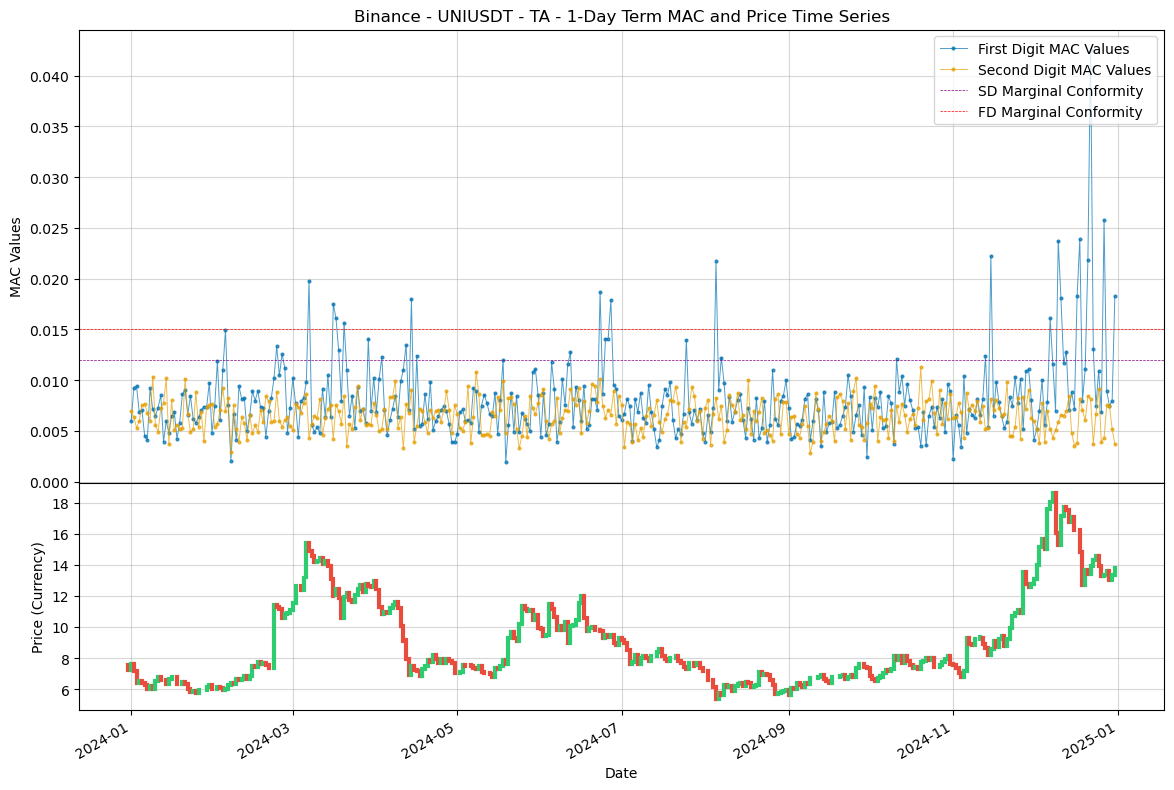 Binance - UNIUSDT - TA - 1-Day Term MAC and Price Time Series
First Digit MAC Values
Second Digit MAC Values
SD Marginal Conformity
FD Marginal Conformity
MAC Values
0.040
0.035
0.030
0.025
0.020
0.015
0.010
0.005
0.000
Price (Currency)
18
16
14
12
10
8
6
2024-01
2024-03
2024-05
2024-07
2024-09
2024-11
2025-01
Date